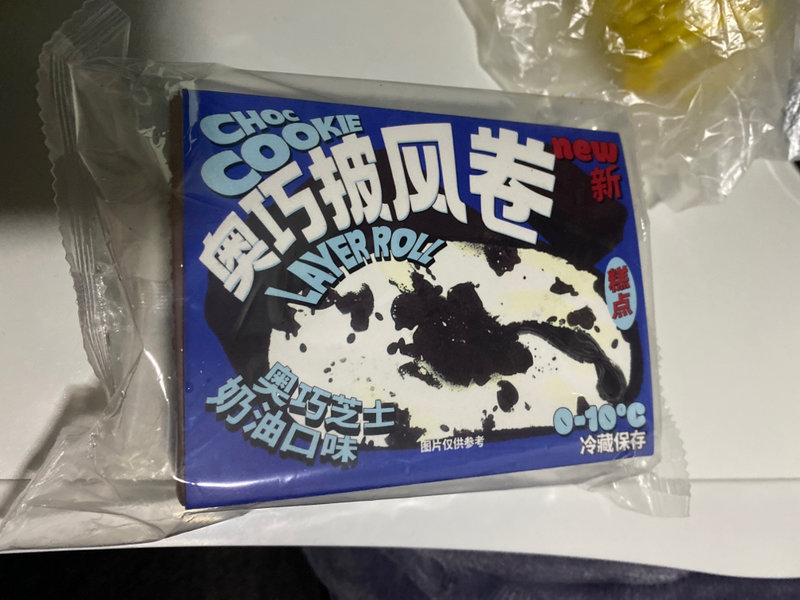 CHOC
COOKIE
奥巧披风卷
LAYER ROLL
new
新
糕点
奥巧芝士
奶油口味
图片仅供参考
0-10°C
冷藏保存